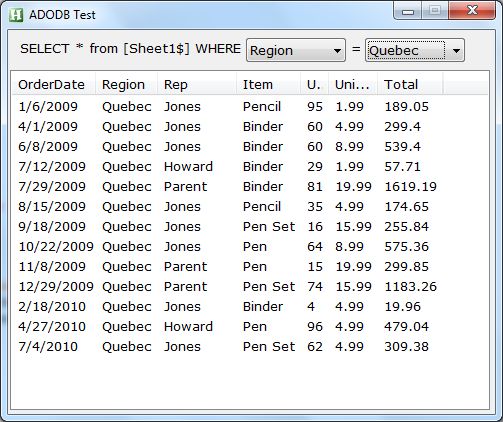 ADODB Test
SELECT * from [Sheet1$] WHERE Region = Quebec
OrderDate Region Rep Item U. Uni... Total
1/6/2009 Quebec Jones Pencil 95 1.99 189.05
4/1/2009 Quebec Jones Binder 60 4.99 299.4
6/8/2009 Quebec Jones Binder 60 8.99 539.4
7/12/2009 Quebec Howard Binder 29 1.99 57.71
7/29/2009 Quebec Parent Binder 81 19.99 1619.19
8/15/2009 Quebec Jones Pencil 35 4.99 174.65
9/18/2009 Quebec Jones Pen Set 16 15.99 255.84
10/22/2009 Quebec Jones Pen 64 8.99 575.36
11/8/2009 Quebec Parent Pen 15 19.99 299.85
12/29/2009 Quebec Parent Pen Set 74 15.99 1183.26
2/18/2010 Quebec Jones Binder 4 4.99 19.96
4/27/2010 Quebec Howard Pen 96 4.99 479.04
7/4/2010 Quebec Jones Pen Set 62 4.99 309.38